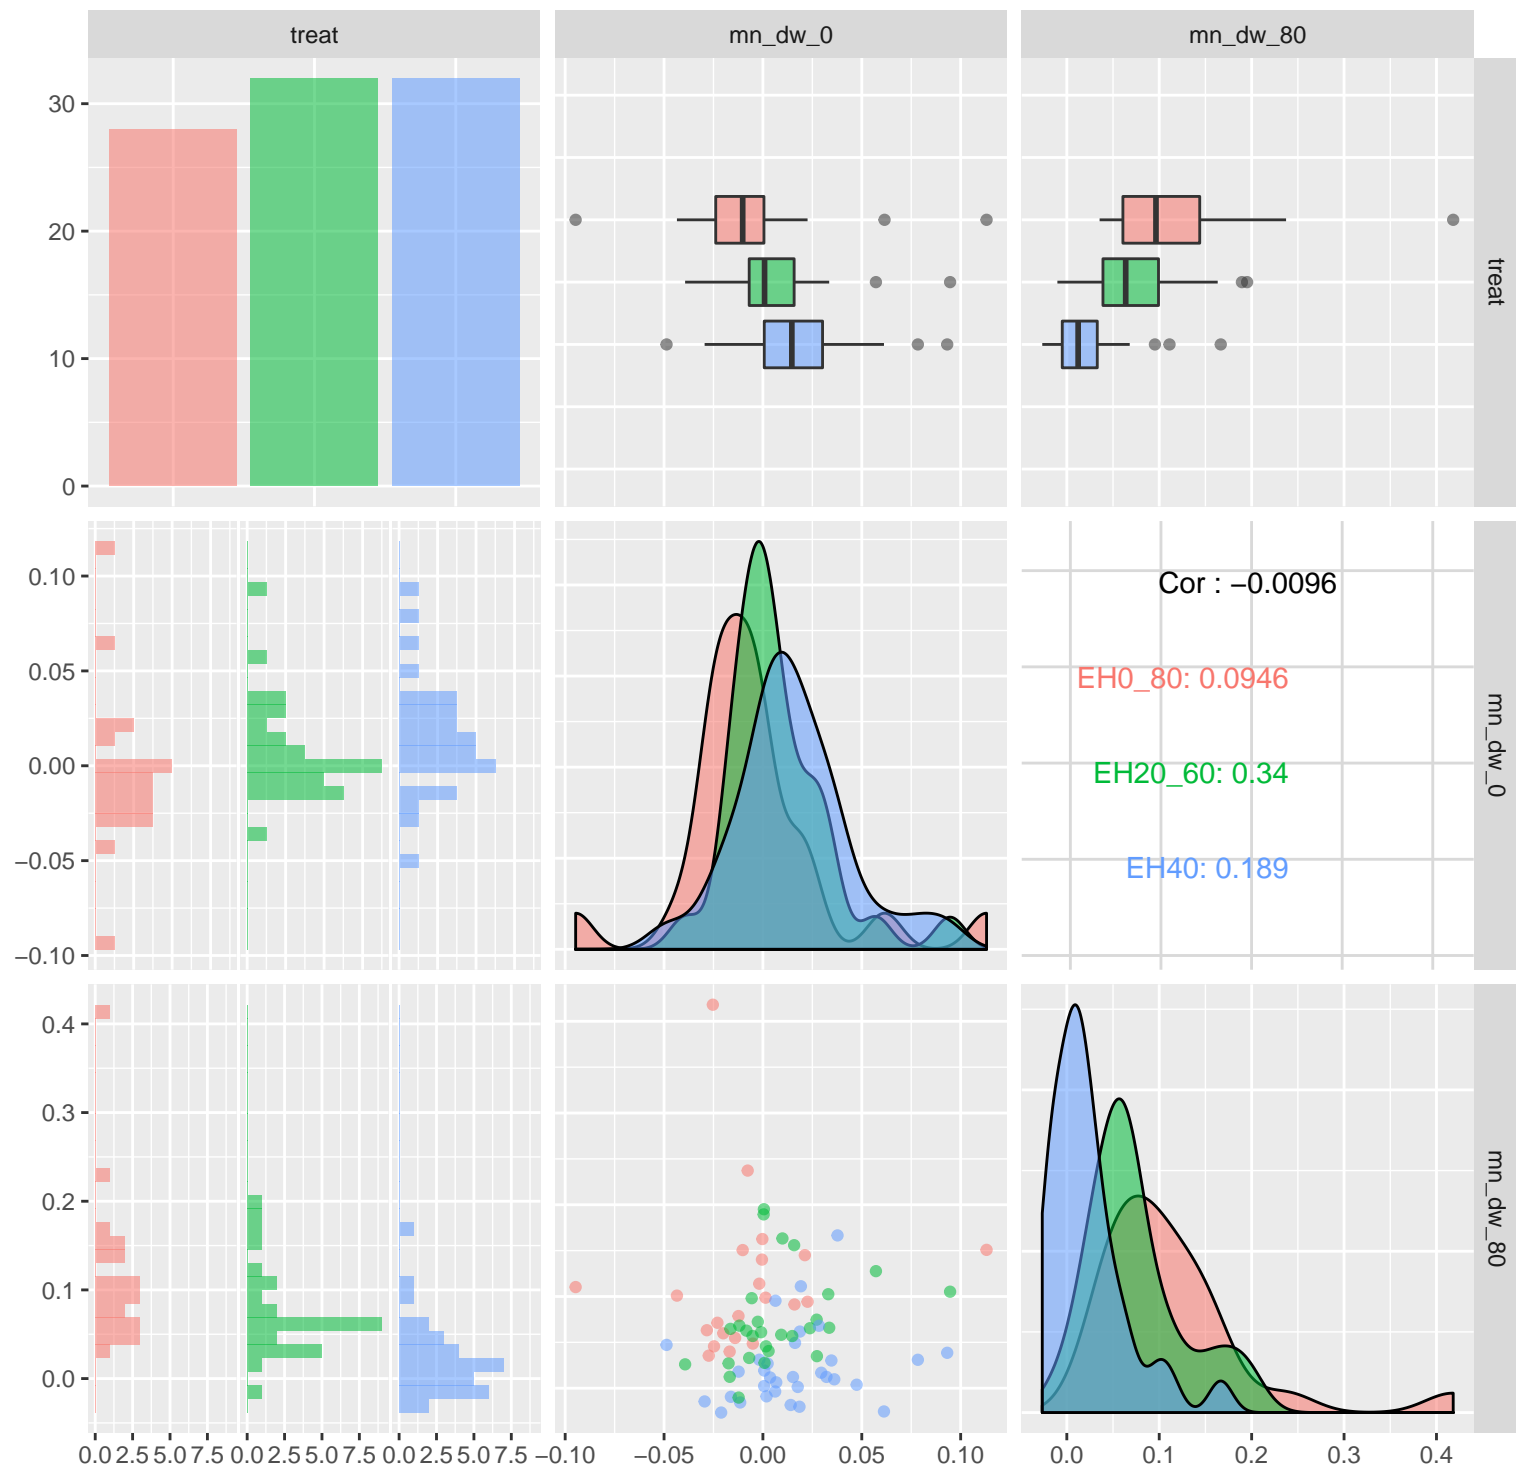 treat mn_dw_0 mn_dw_80
30
20
10
0
treat
0.10
0.05
0.00
−0.05
−0.10
Cor : −0.0096
EH0_80: 0.0946
EH20_60: 0.34
EH40: 0.189
mn_dw_0
0.4
0.3
0.2
0.1
0.0
mn_dw_80
0.0 2.5 5.0 7.5 0.0 2.5 5.0 7.5 0.0 2.5 5.0 7.5 −0.10 −0.05 0.00 0.05 0.10 0.0 0.1 0.2 0.3 0.4